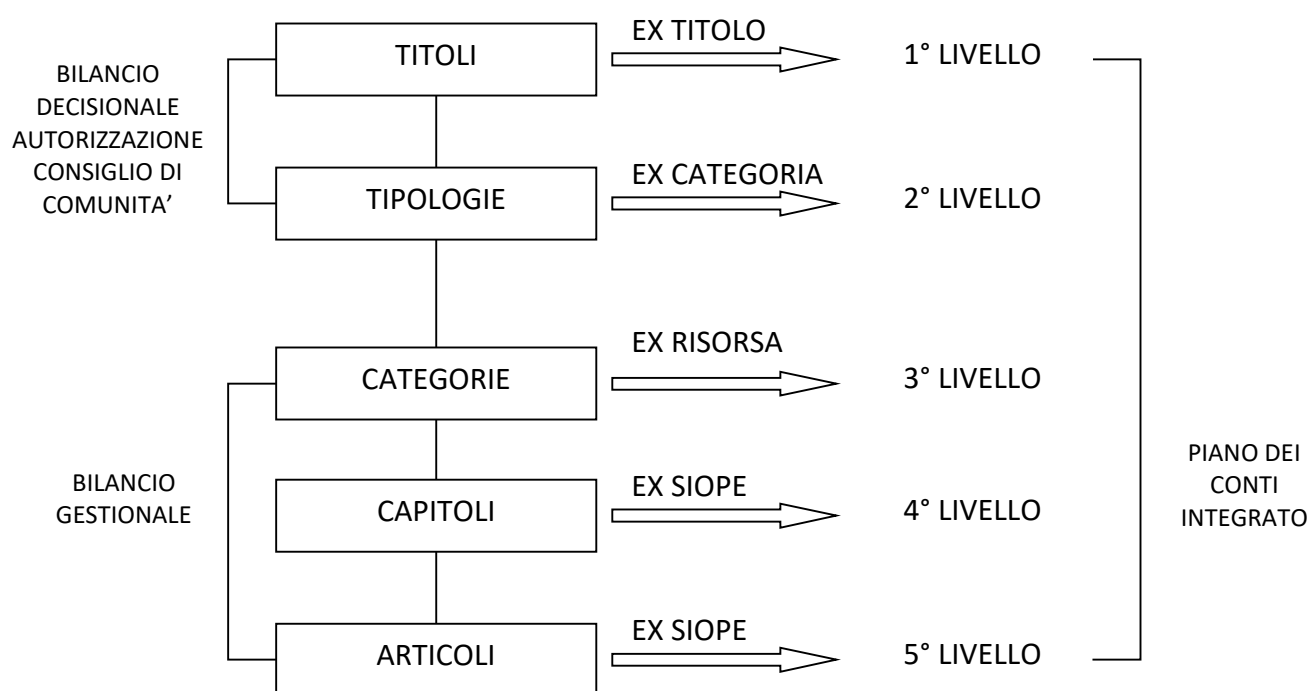 BILANCIO
DECISIONALE
AUTORIZZAZIONE
CONSIGLIO DI
COMUNITA’
TITOLI
EX TITOLO
1° LIVELLO
TIPOLOGIE
EX CATEGORIA
2° LIVELLO
BILANCIO
GESTIONALE
CATEGORIE
EX RISORSA
3° LIVELLO
CAPITOLI
EX SIOPE
4° LIVELLO
ARTICOLI
EX SIOPE
5° LIVELLO
PIANO DEI
CONTI
INTEGRATO